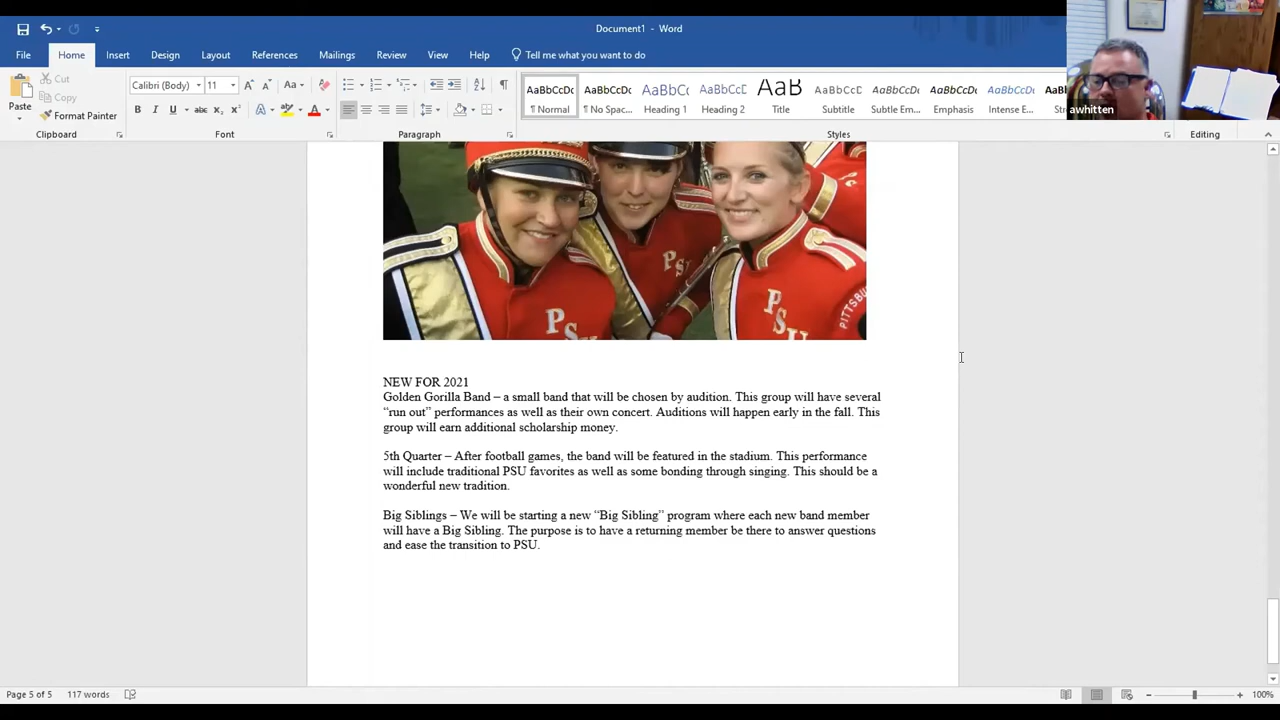 Document1 - Word
File Home Insert Design Layout References Mailings Review View Help Tell me what you want to do
Cut
Copy
Format Painter
Paste
Clipboard
Calibri (Body) 11
Font
Paragraph
AaBbCcDc AaBbCcDc AaBbC AaBbCcC AaB AaBbCcD AaBbCcDc AaBbCcDc AaBbCcDc
¶ Normal ¶ No Spac... Heading 1 Heading 2 Title Subtitle Subtle Em... Emphasis Intense E...
Styles
Editing
awhitten
PSU
PSU
NEW FOR 2021
Golden Gorilla Band – a small band that will be chosen by audition. This group will have several
“run out” performances as well as their own concert. Auditions will happen early in the fall. This
group will earn additional scholarship money.
5th Quarter – After football games, the band will be featured in the stadium. This performance
will include traditional PSU favorites as well as some bonding through singing. This should be a
wonderful new tradition.
Big Siblings – We will be starting a new “Big Sibling” program where each new band member
will have a Big Sibling. The purpose is to have a returning member be there to answer questions
and ease the transition to PSU.
Page 5 of 5 117 words
100%